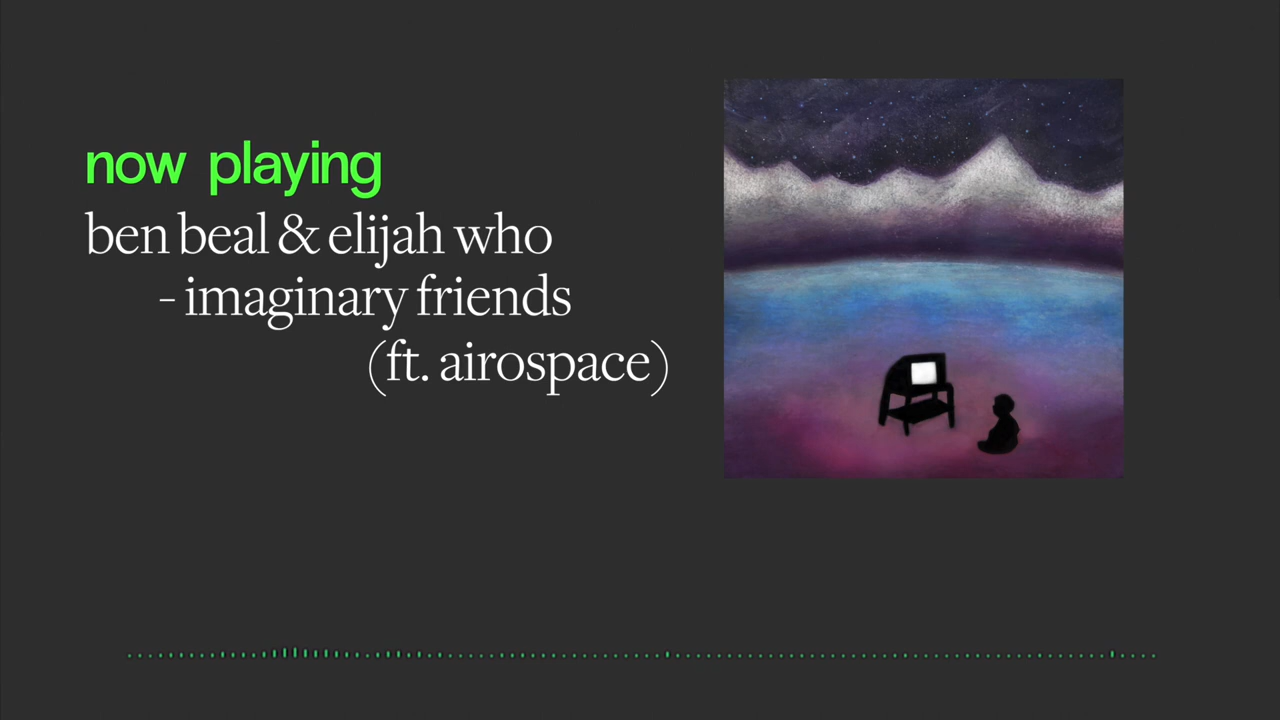 now playing
ben beal & elijah who
- imaginary friends
(ft. airospace)